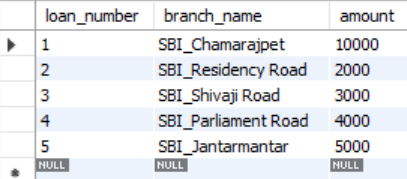 loan_number branch_name amount
1 SBI_Chamarajpet 10000
2 SBI_Residency Road 2000
3 SBI_Shivaji Road 3000
4 SBI_Parliament Road 4000
5 SBI_Jantarmantar 5000
NULL NULL NULL